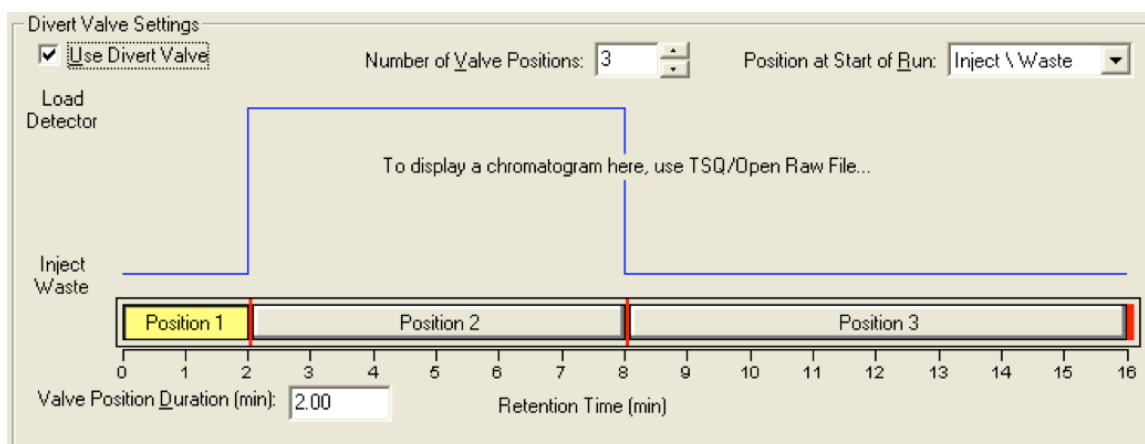 Divert Valve Settings
Use Divert Valve
Number of Valve Positions: 3
Position at Start of Run: Inject \ Waste
Load
Detector
To display a chromatogram here, use TSQ/Open Raw File...
Inject
Waste
Position 1
Position 2
Position 3
0 1 2 3 4 5 6 7 8 9 10 11 12 13 14 15 16
Valve Position Duration (min): 2.00
Retention Time (min)